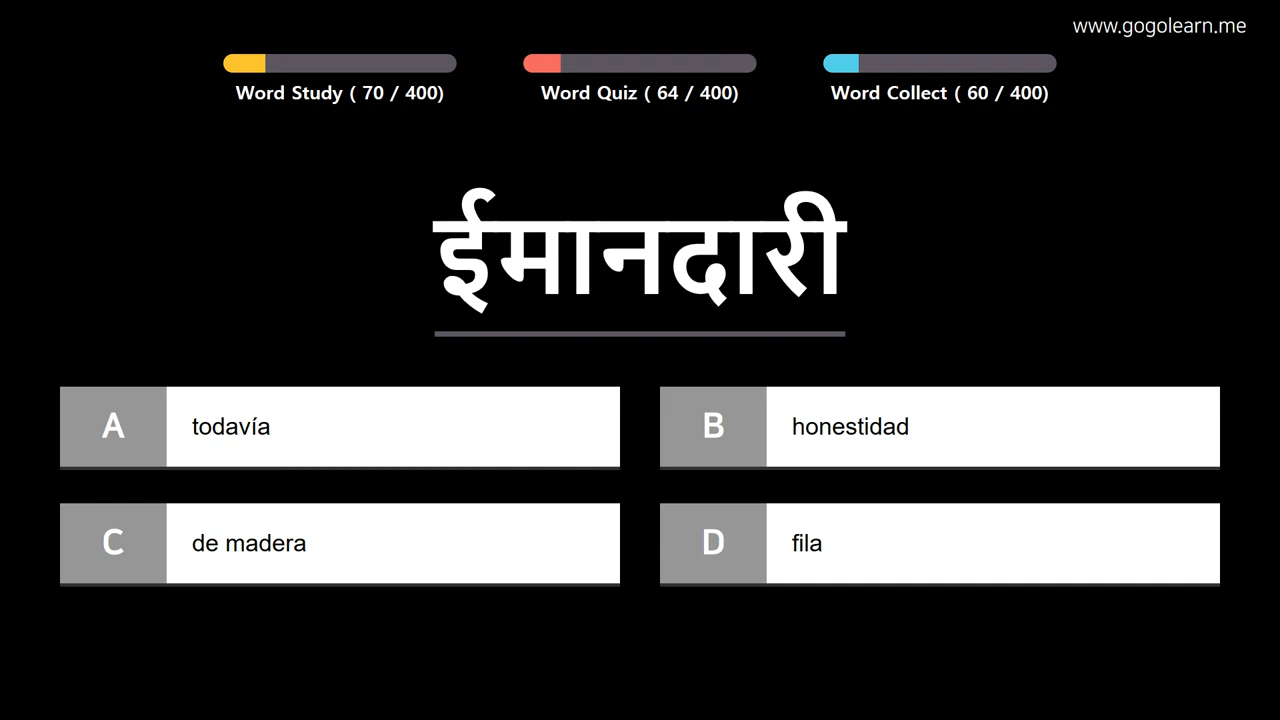 www.gogolearn.me
Word Study ( 70 / 400)
Word Quiz ( 64 / 400)
Word Collect ( 60 / 400)
ईमानदारी
A todavía
B honestidad
C de madera
D fila